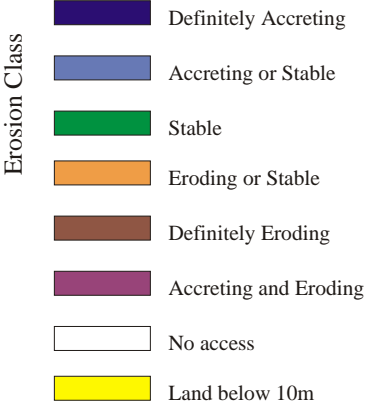 Erosion Class
Definitely Accreting
Accreting or Stable
Stable
Eroding or Stable
Definitely Eroding
Accreting and Eroding
No access
Land below 10m